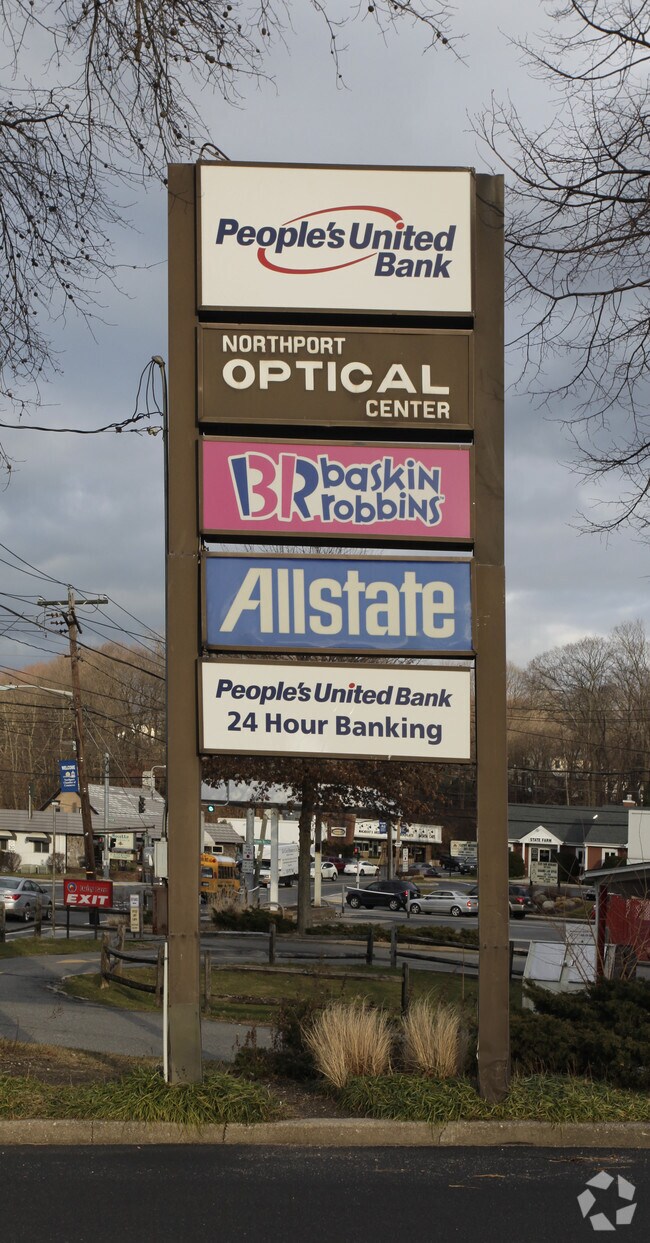 People's United
Bank
NORTHPORT
OPTICAL
CENTER
BR baskin
robbins
Allstate
People's United Bank
24 Hour Banking
WELCOME
EXIT
STATE FARM